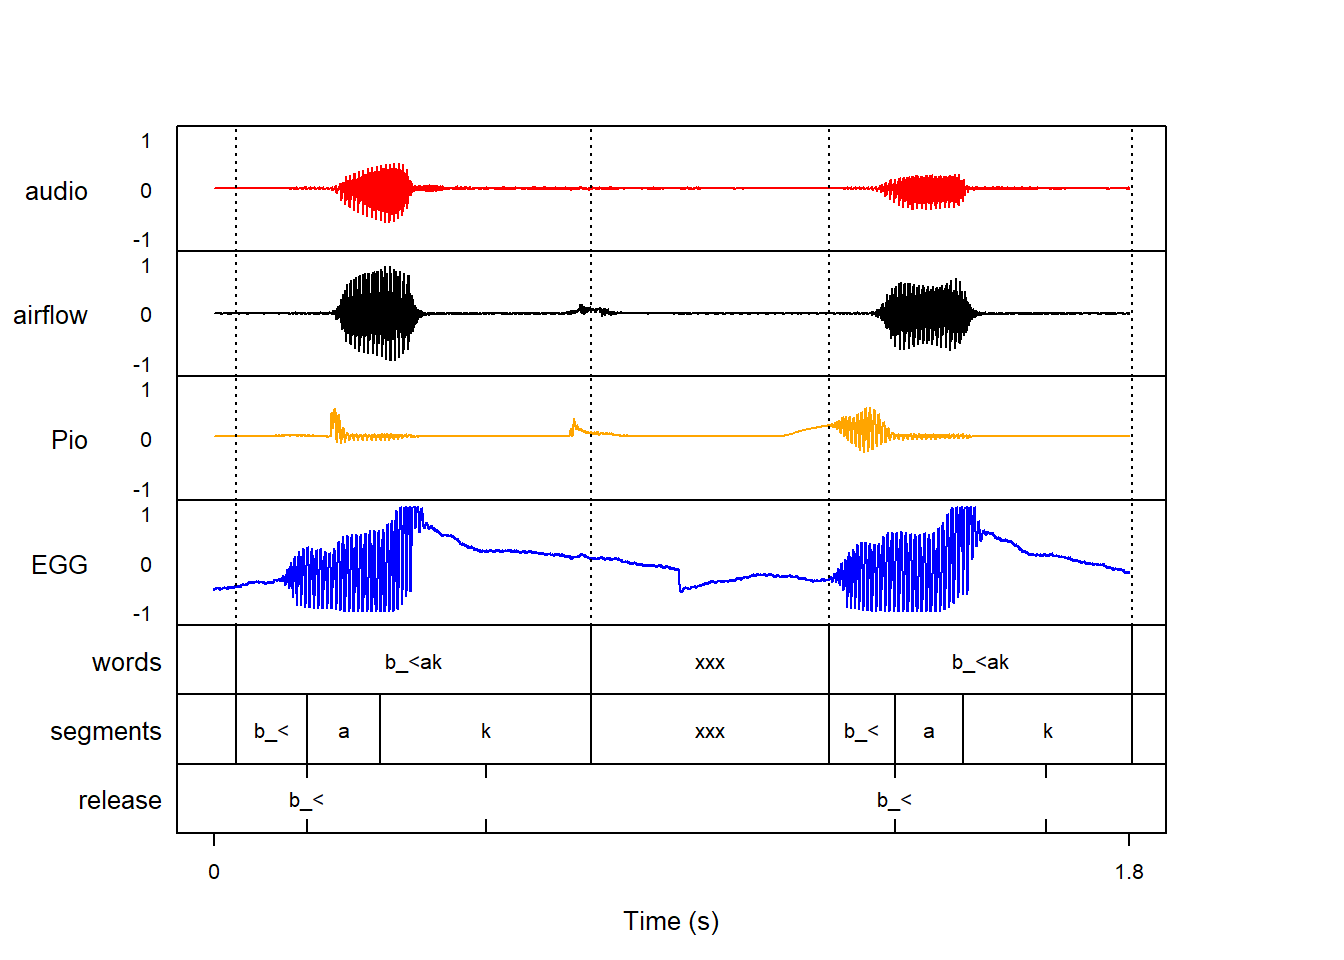 1
audio 0
-1
1
airflow 0
-1
1
Pio 0
-1
1
EGG 0
-1
words b_<ak xxx b_<ak
segments b_< a k xxx b_< a k
release b_< b_<
0 1.8
Time (s)